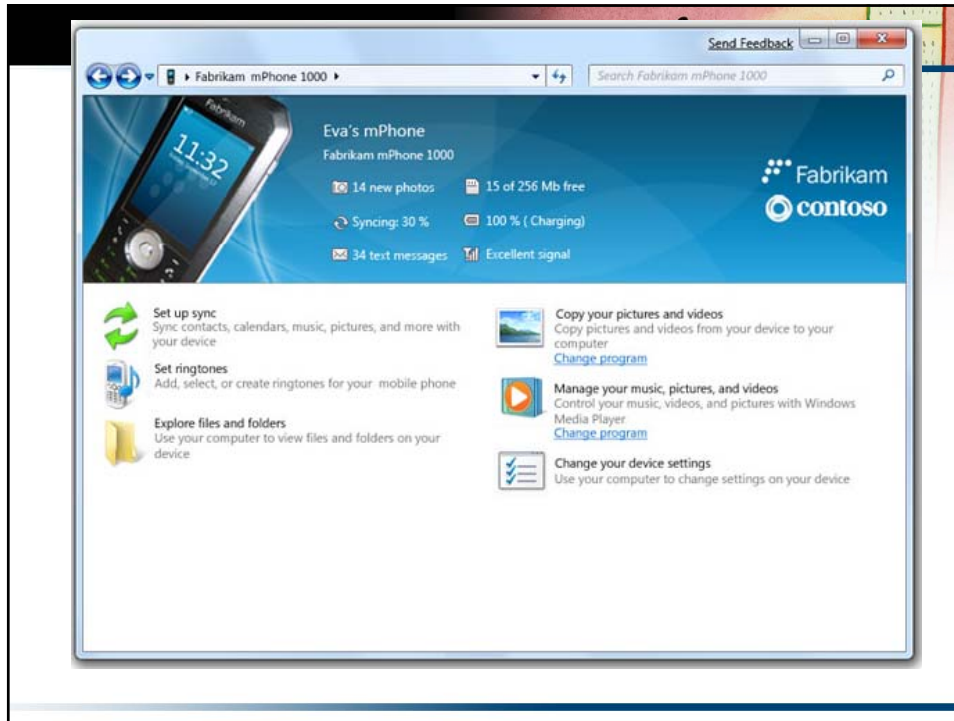 Send Feedback
Fabrikam mPhone 1000
Search Fabrikam mPhone 1000
Fabrikam
11:32
Eva's mPhone
Fabrikam mPhone 1000
14 new photos
15 of 256 Mb free
Syncing: 30 %
100 % ( Charging)
34 text messages
Excellent signal
Fabrikam
contoso
Set up sync
Sync contacts, calendars, music, pictures, and more with
your device
Set ringtones
Add, select, or create ringtones for your mobile phone
Explore files and folders
Use your computer to view files and folders on your
device
Copy your pictures and videos
Copy pictures and videos from your device to your
computer
Change program
Manage your music, pictures, and videos
Control your music, videos, and pictures with Windows
Media Player
Change program
Change your device settings
Use your computer to change settings on your device